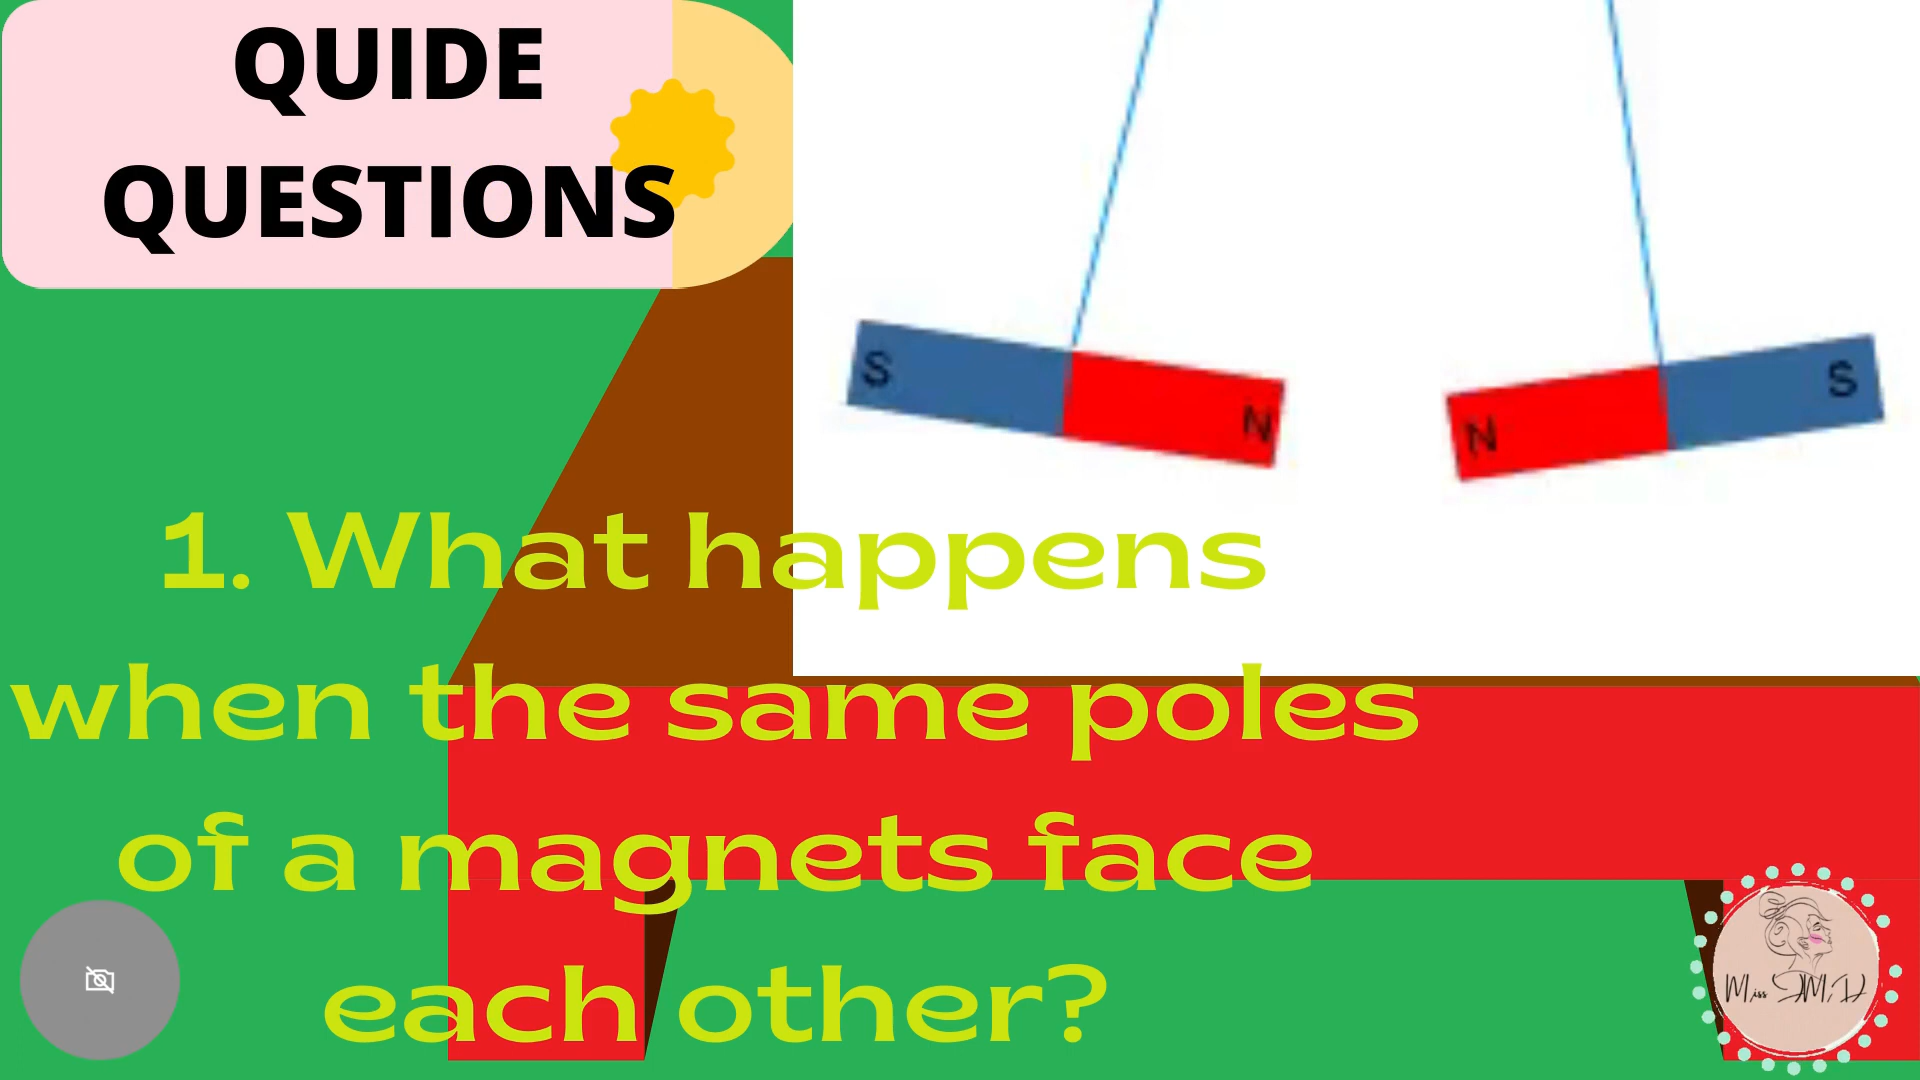 QUIDE
QUESTIONS
S
N
N
S
1. What happens
when the same poles
of a magnets face
each other?